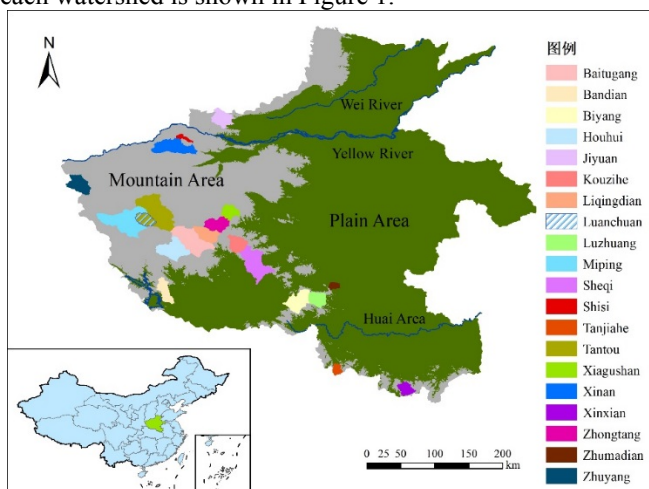 each watershed is shown in Figure 1.
N
Wei River
Yellow River
Mountain Area
Plain Area
Huai Area
0 25 50 100 150 200
km
图例
Baitugang
Bandian
Biyang
Houhui
Jiyuan
Kouzihe
Liqingdian
Luanchuan
Luzhuang
Miping
Sheqi
Shisi
Tanjiahe
Tantou
Xiagushan
Xinan
Xinxian
Zhongtang
Zhumadian
Zhuyang